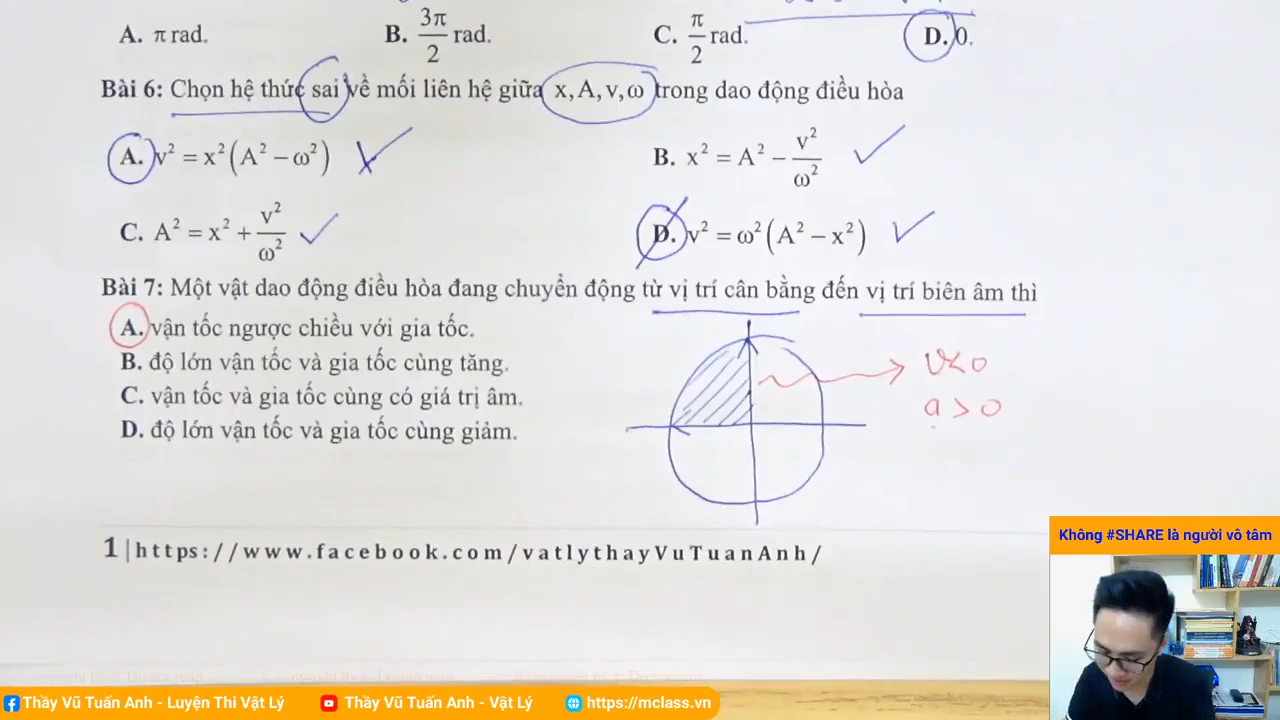 A. π rad.
B. 3π/2 rad.
C. π/2 rad.
D. 0.
Bài 6: Chọn hệ thức sai về mối liên hệ giữa x, A, v, ω trong dao động điều hòa
A. v² = x²(A² − ω²)
B. x² = A² − v²/ω²
C. A² = x² + v²/ω²
D. v² = ω²(A² − x²)
Bài 7: Một vật dao động điều hòa đang chuyển động từ vị trí cân bằng đến vị trí biên âm thì
A. vận tốc ngược chiều với gia tốc.
B. độ lớn vận tốc và gia tốc cùng tăng.
C. vận tốc và gia tốc cùng có giá trị âm.
D. độ lớn vận tốc và gia tốc cùng giảm.
v<0
a > 0
1|https://www.facebook.com/vatlythayVuTuanAnh/
Không #SHARE là người vô tâm
Thầy Vũ Tuấn Anh - Luyện Thi Vật Lý
Thầy Vũ Tuấn Anh - Vật Lý
https://mclass.vn